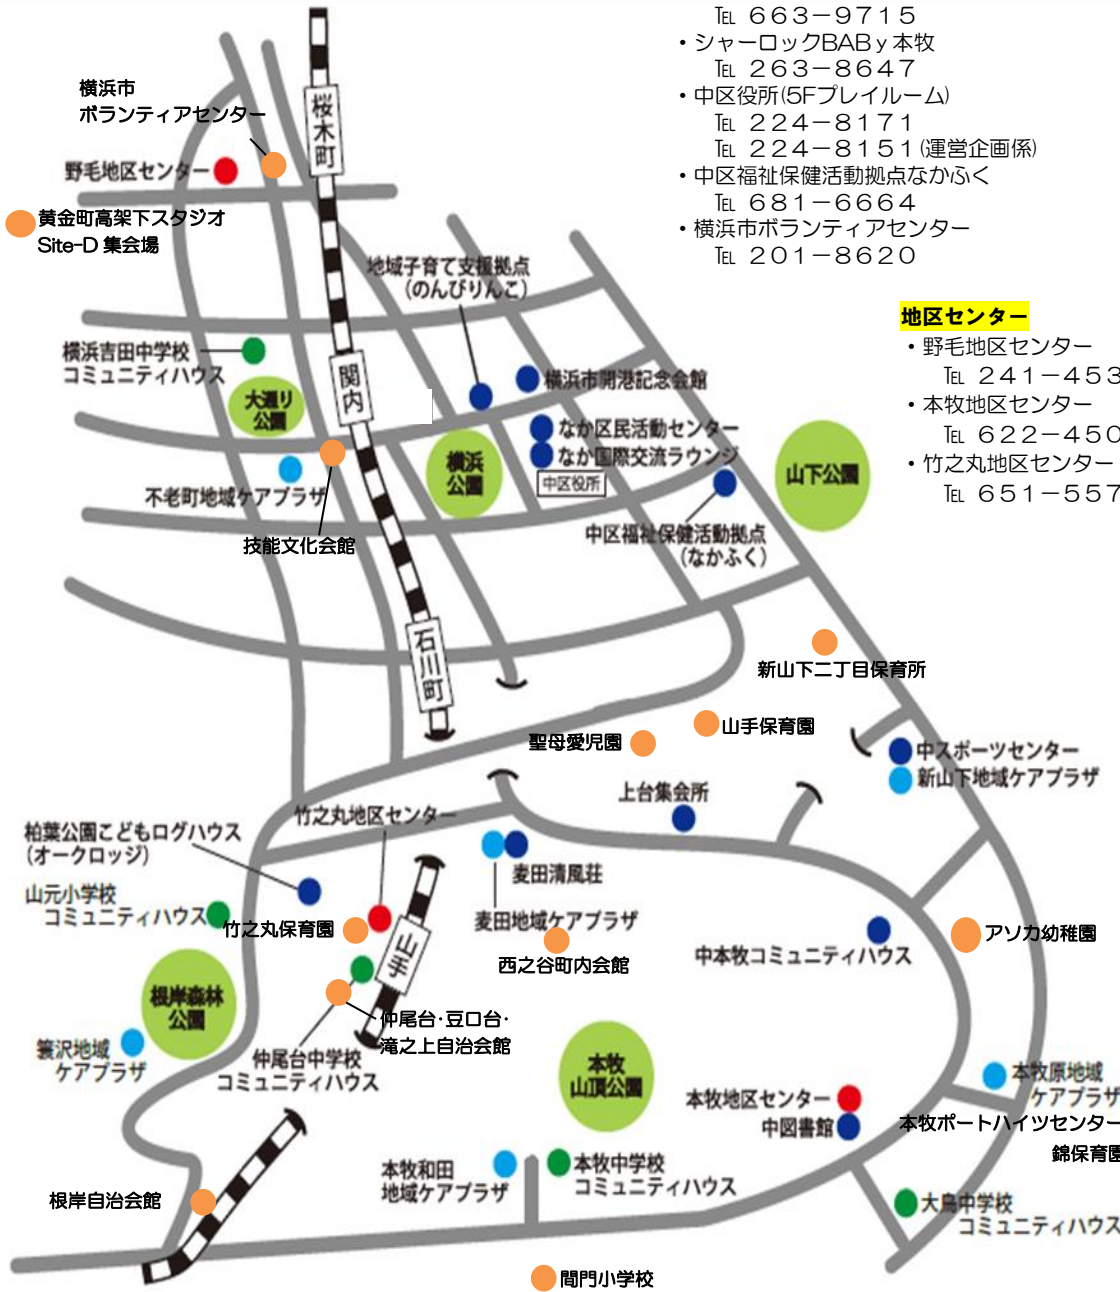 ℡ 663－9715
・シャーロックBABｙ本牧
℡ 263－8647
・中区役所(5Fプレイルーム)
℡ 224－8171
℡ 224－8151(運営企画係)
・中区福祉保健活動拠点なかふく
℡ 681－6664
・横浜市ボランティアセンター
℡ 201－8620
地区センター
・野毛地区センター
℡ 241－453
・本牧地区センター
℡ 622－450
・竹之丸地区センター
℡ 651－557
横浜市
ボランティアセンター
桜木町
野毛地区センター
黄金町高架下スタジオ
Site-D 集会場
地域子育て支援拠点
(のんびりんこ)
横浜吉田中学校
コミュニティハウス
関内
横浜市開港記念会館
大通り
公園
なか区民活動センター
なか国際交流ラウンジ
中区役所
横浜
公園
山下公園
不老町地域ケアプラザ
技能文化会館
中区福祉保健活動拠点
(なかふく)
石川町
新山下二丁目保育所
山手保育園
聖母愛児園
中スポーツセンター
新山下地域ケアプラザ
上台集会所
竹之丸地区センター
柏葉公園こどもログハウス
(オークロッジ)
麦田清風荘
山元小学校
コミュニティハウス
竹之丸保育園
麦田地域ケアプラザ
山手
西之谷町内会館
中本牧コミュニティハウス
アソカ幼稚園
根岸森林
公園
仲尾台・豆口台・
滝之上自治会館
簑沢地域
ケアプラザ
仲尾台中学校
コミュニティハウス
本牧
山頂公園
本牧原地域
ケアプラザ
本牧地区センター
中図書館
本牧ポートハイツセンター
錦保育園
本牧和田
地域ケアプラザ
本牧中学校
コミュニティハウス
根岸自治会館
大鳥中学校
コミュニティハウス
間門小学校